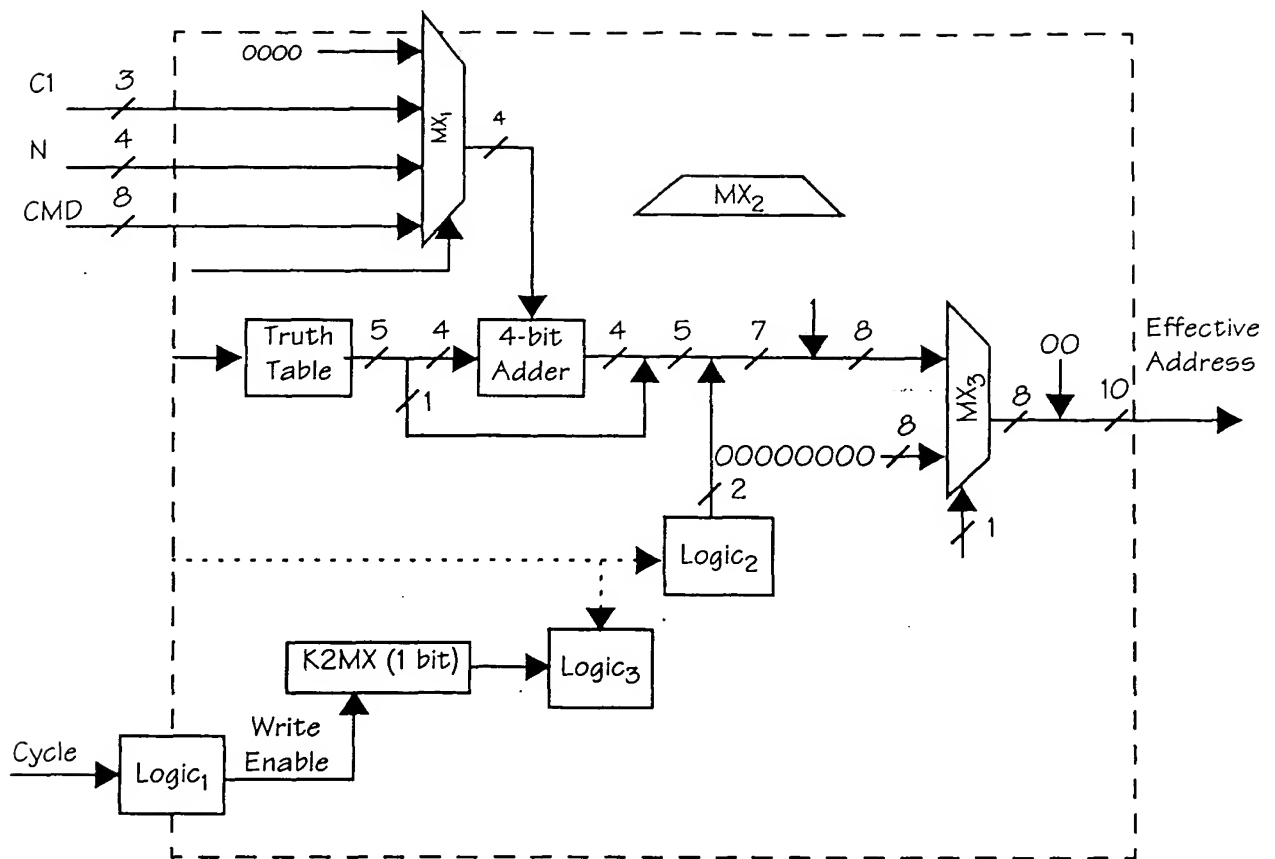 0000
C1
3
N
4
CMD
8
MX1
4
MX2
Truth
Table
5
4
1
4-bit
Adder
4
5
7
1
8
MX3
00
8
10
Effective
Address
00000000
8
1
2
Logic2
K2MX (1 bit)
Logic3
Cycle
Logic1
Write
Enable